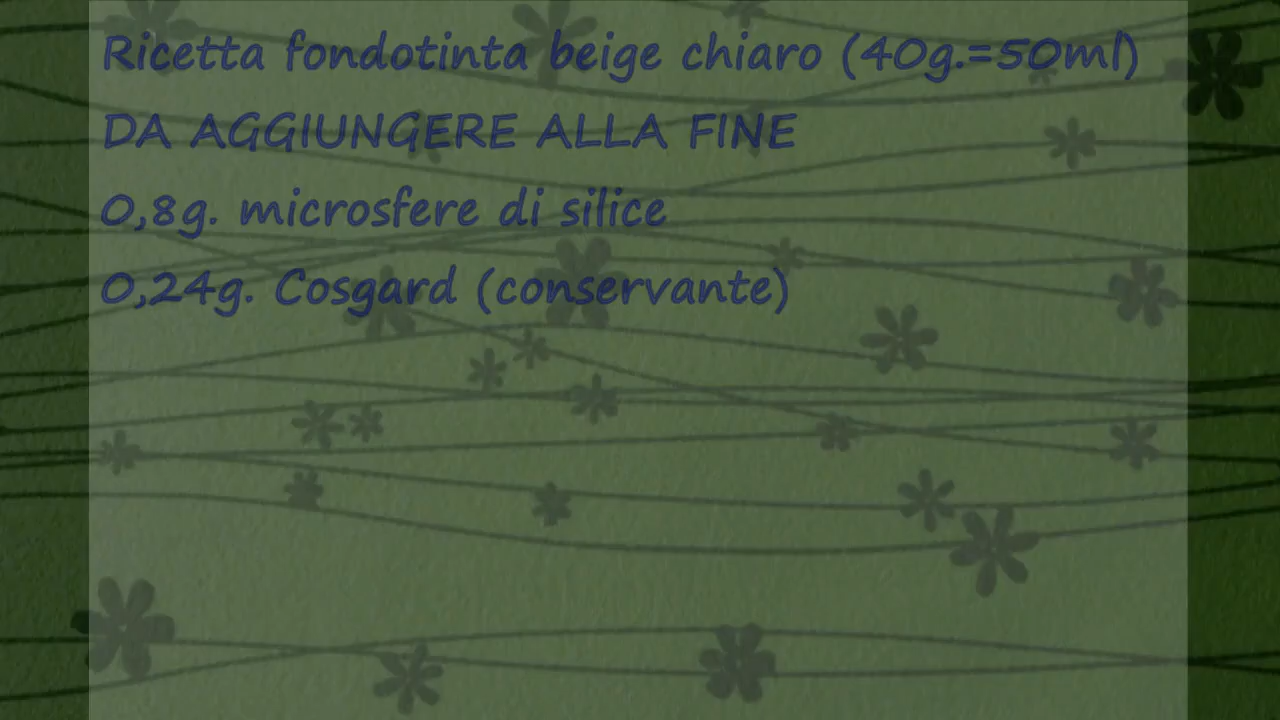 Ricetta fondotinta beige chiaro (40g.=50ml)
DA AGGIUNGERE ALLA FINE
0,8g. microsfere di silice
0,24g. Cosgard (conservante)